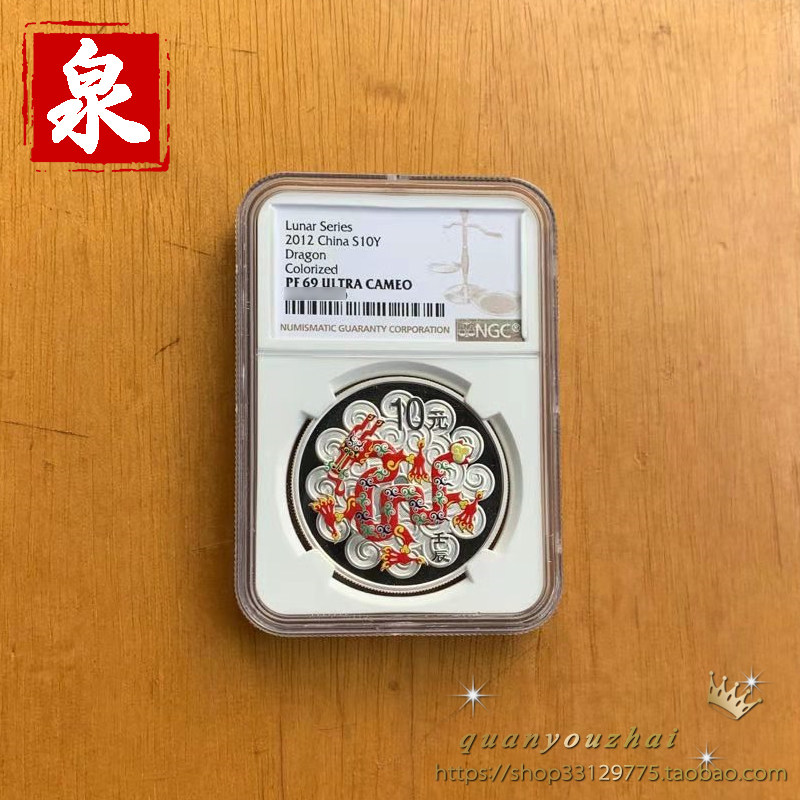 泉
Lunar Series
2012 China S10Y
Dragon
Colorized
PF 69 ULTRA CAMEO
NUMISMATIC GUARANTY CORPORATION
NGC®
10元
壬辰
quanyouzhai
https://shop33129775.taobao.com